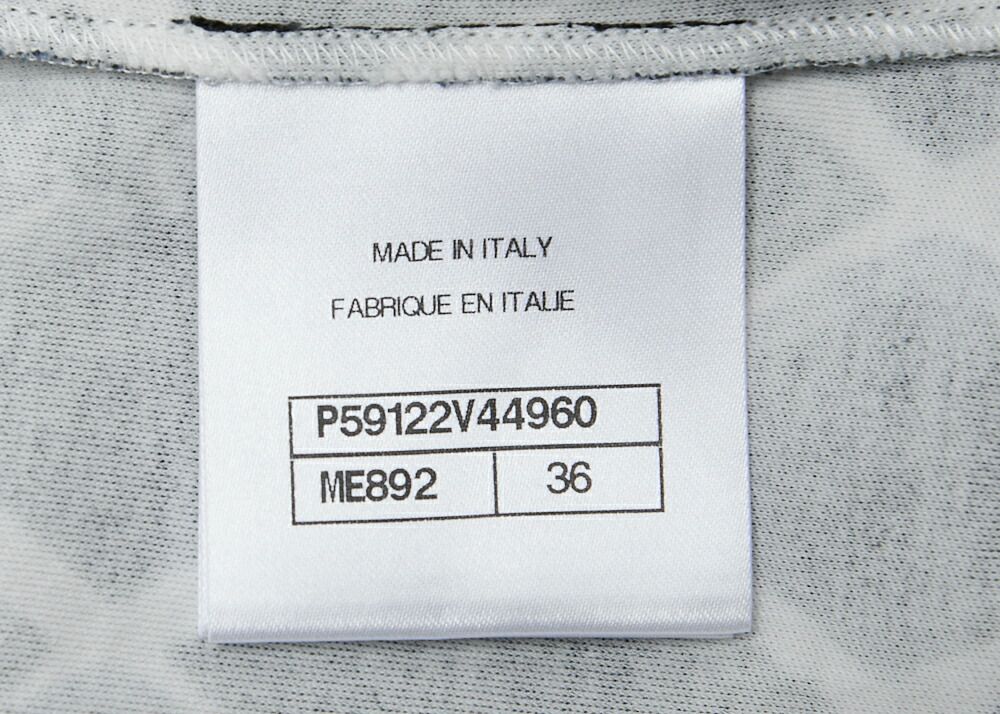 MADE IN ITALY
FABRIQUE EN ITALIE
P59122V44960
ME892 36